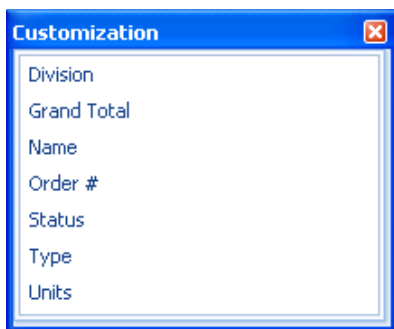 Customization
Division
Grand Total
Name
Order #
Status
Type
Units